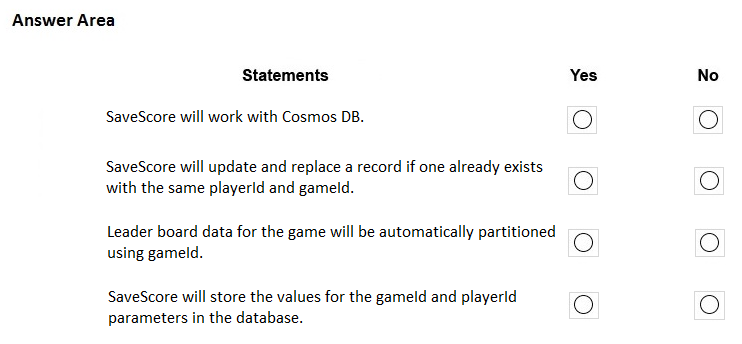 Answer Area
Statements Yes No
SaveScore will work with Cosmos DB.
SaveScore will update and replace a record if one already exists
with the same playerId and gameId.
Leader board data for the game will be automatically partitioned
using gameId.
SaveScore will store the values for the gameId and playerId
parameters in the database.